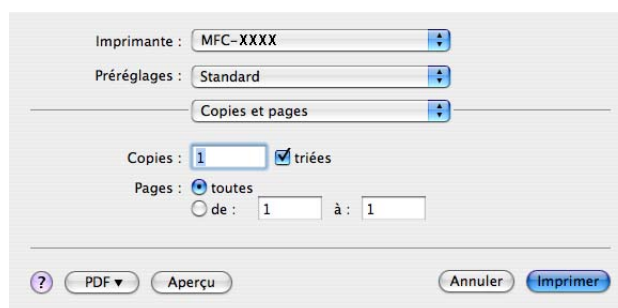 Imprimante : MFC-XXXX
Préréglages : Standard
Copies et pages
Copies : 1 triées
Pages : toutes
de : 1 à : 1
? PDF ▼ Aperçu Annuler Imprimer